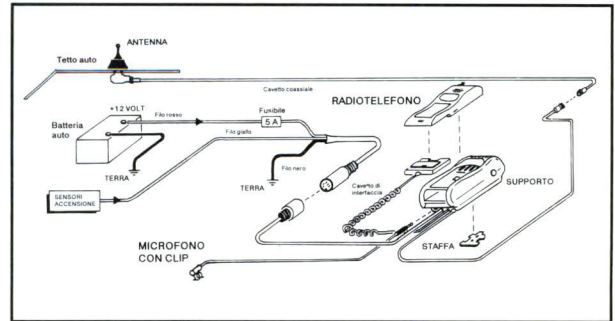 ANTENNA
Tetto auto
Cavetto coassiale
RADIOTELEFONO
+12 VOLT
Fusibile
Batteria
auto
Filo rosso
5 A
Filo giallo
TERRA
TERRA
Filo nero
Cavetto di
interfaccia
SUPPORTO
SENSORI
ACCENSIONE
MICROFONO
CON CLIP
STAFFA